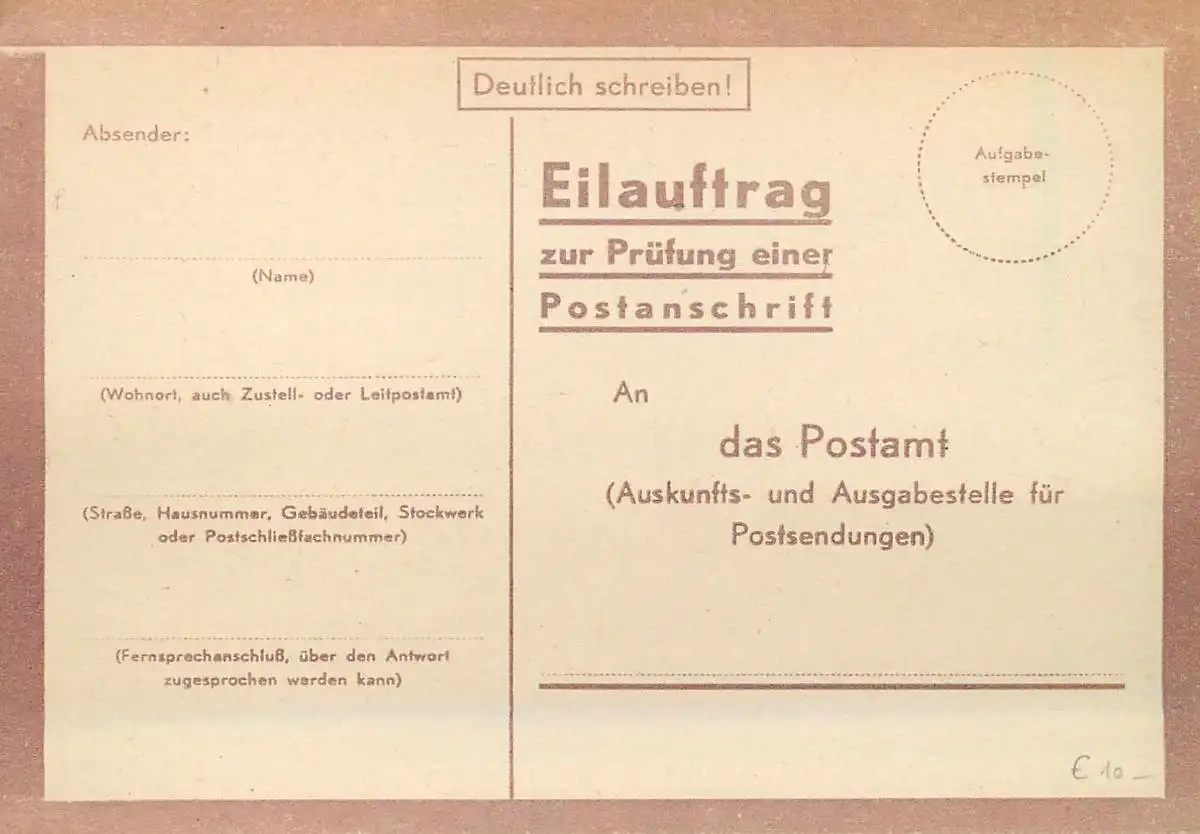 Deutlich schreiben!
Absender:
(Name)
(Wohnort, auch Zustell- oder Leitpostamt)
(Straße, Hausnummer, Gebäudeteil, Stockwerk
oder Postschließfachnummer)
(Fernsprechanschluß, über den Antwort
zugesprochen werden kann)
Eilauftrag
zur Prüfung einer
Postanschrift
Aufgabe-
stempel
An
das Postamt
(Auskunfts- und Ausgabestelle für
Postsendungen)
€ 10 –